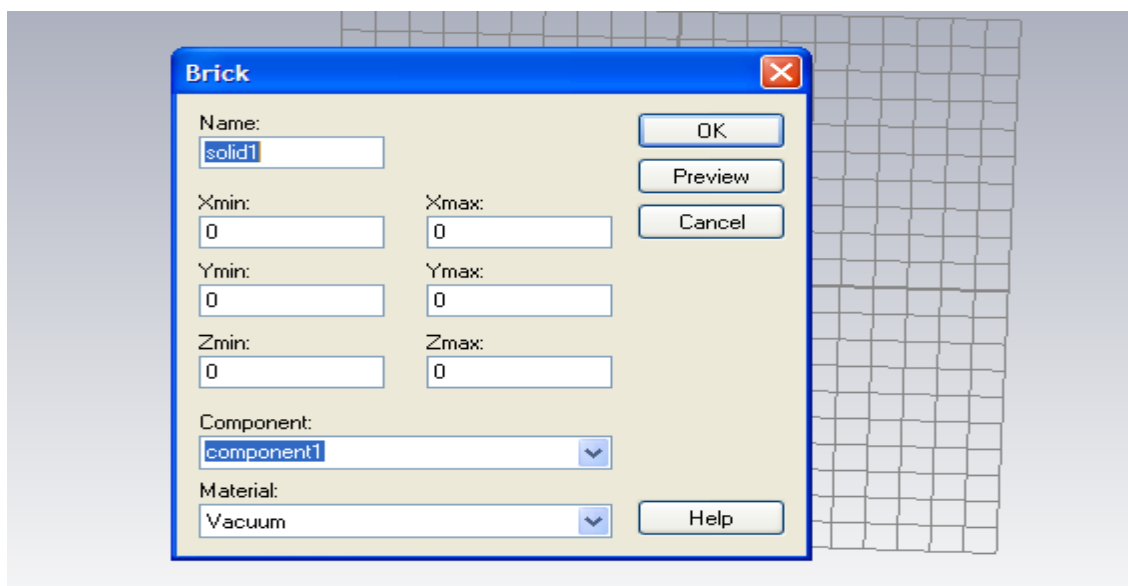 Brick
Name:
OK
solid1
Preview
Xmin: Xmax:
Cancel
0 0
Ymin: Ymax:
0 0
Zmin: Zmax:
0 0
Component:
component1
Material:
Vacuum
Help